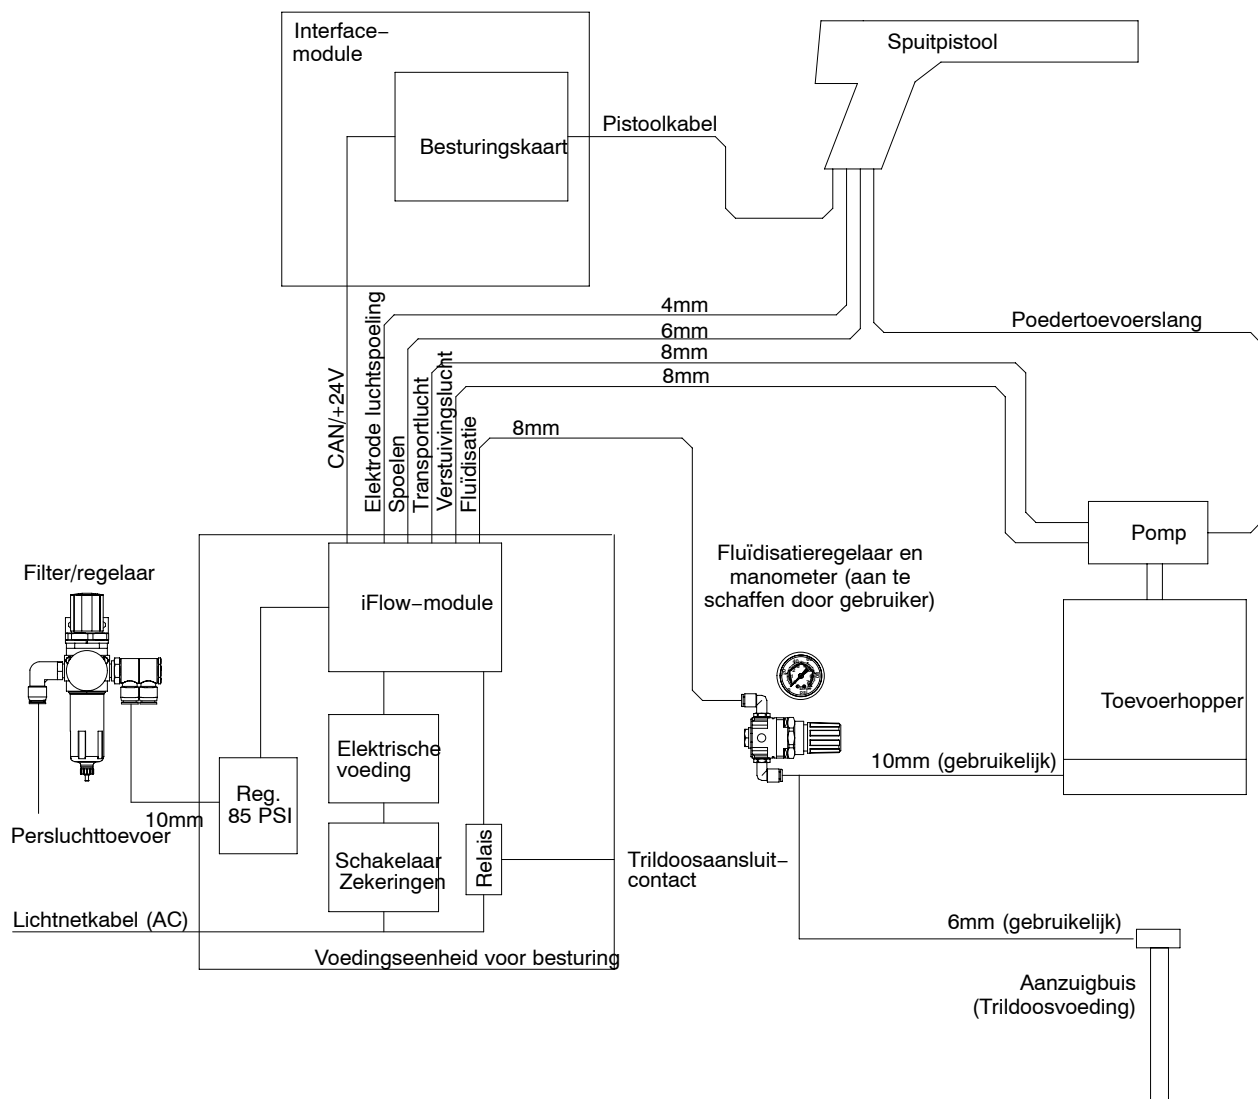 Interface–
module
Spuitpistool
Besturingskaart
Pistoolkabel
4mm
6mm
8mm
8mm
8mm
Poedertoevoerslang
CAN/+24V
Elektrode luchtspoeling
Spoelen
Transportlucht
Verstuivingslucht
Fluïdisatie
Filter/regelaar
iFlow–module
Fluïdisatieregelaar en
manometer (aan te
schaffen door gebruiker)
Pomp
Toevoerhopper
Elektrische
voeding
10mm (gebruikelijk)
Reg.
85 PSI
10mm
Persluchttoevoer
Schakelaar
Zekeringen
Relais
Trildoosaansluit–
contact
Lichtnetkabel (AC)
Voedingseenheid voor besturing
6mm (gebruikelijk)
Aanzuigbuis
(Trildoosvoeding)